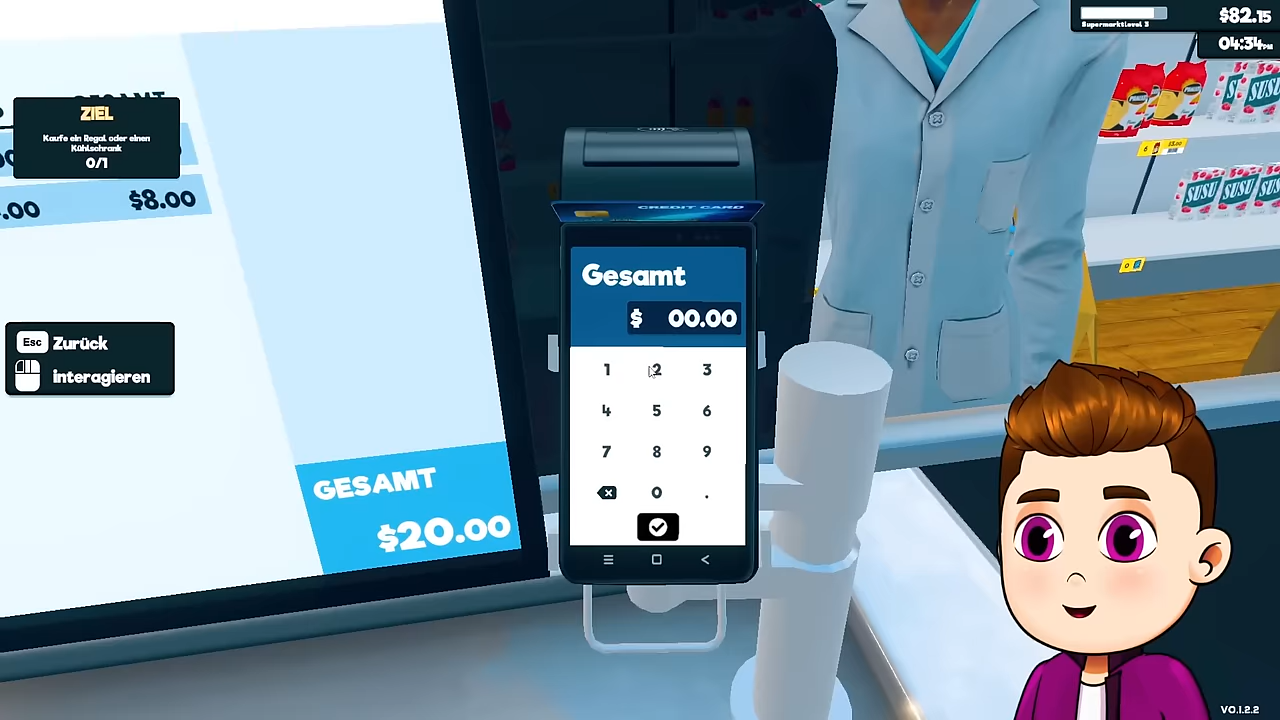 $82.15
Supermarktlevel 3
04:34PM
ZIEL
Kaufe ein Regal oder einen
Kühlschrank
0/1
.00
$8.00
Esc Zurück
interagieren
GESAMT
$20.00
CREDIT CARD
Gesamt
$ 00.00
1 2 3
4 5 6
7 8 9
0 .
SUSU
SUSU SUSU SUSU
V0.1.2.2